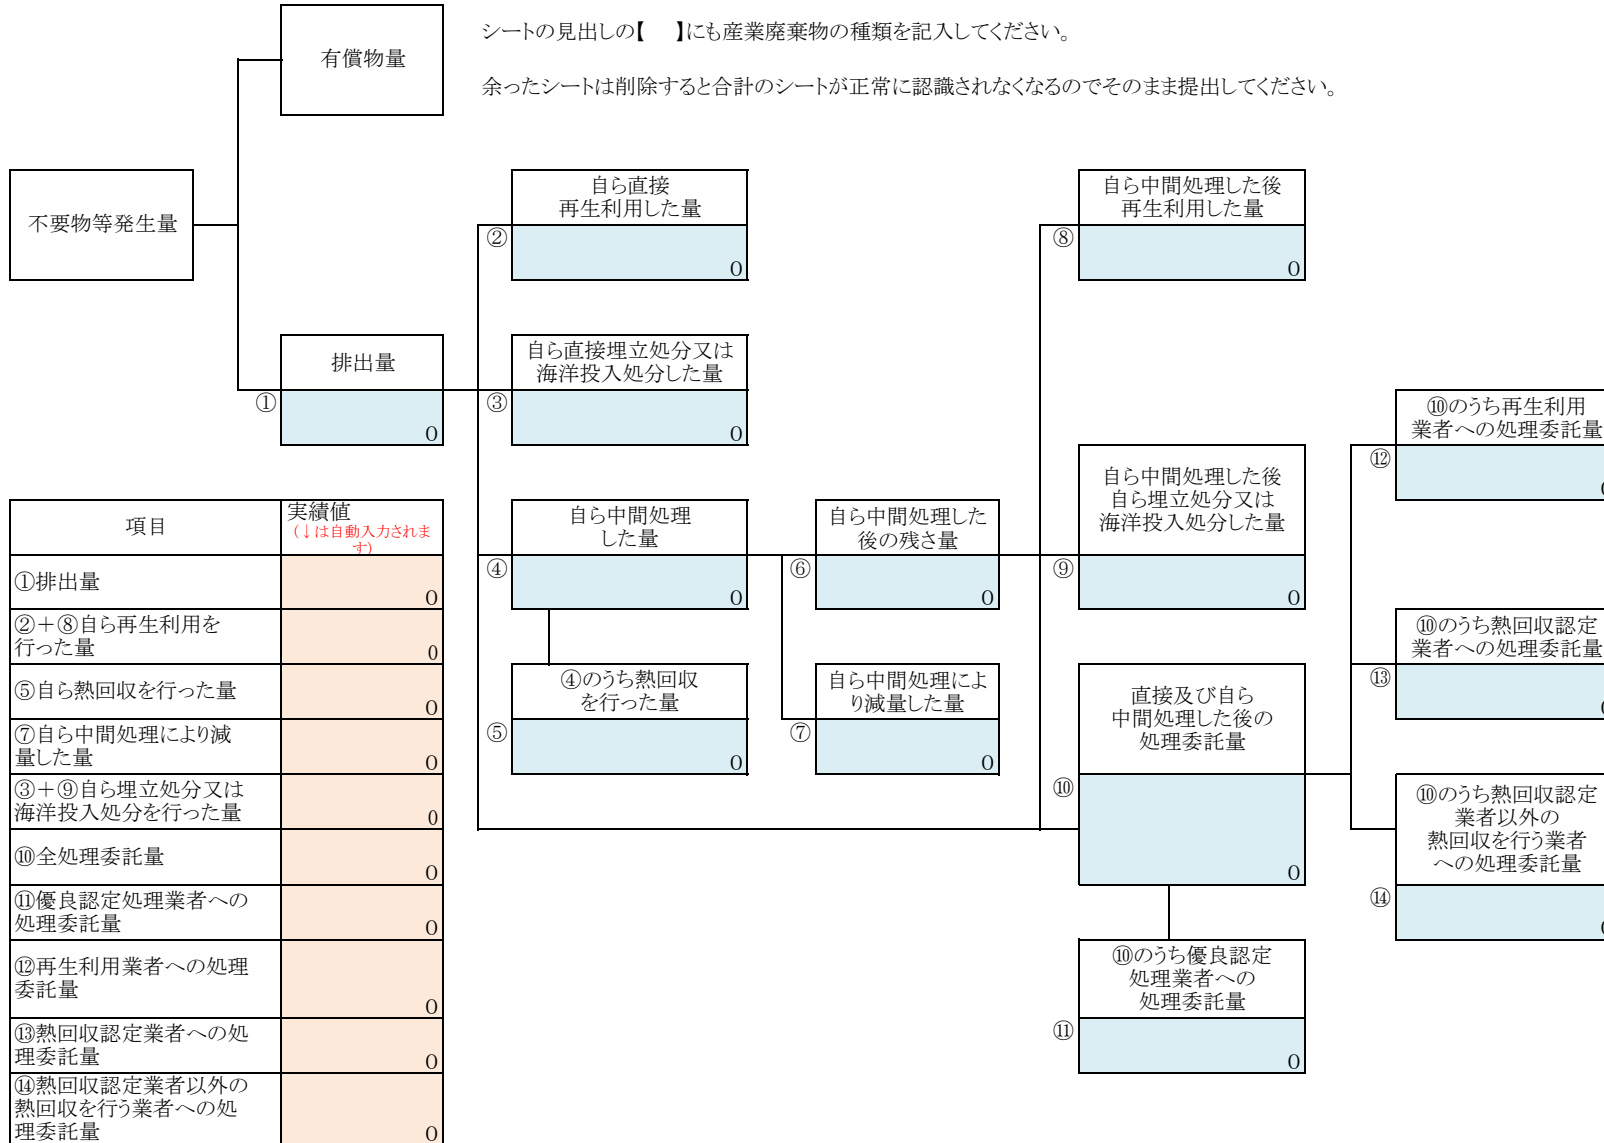 シートの見出しの【　】にも産業廃棄物の種類を記入してください。
余ったシートは削除すると合計のシートが正常に認識されなくなるのでそのまま提出してください。
有償物量
不要物等発生量
排出量
①
0
自ら直接
再生利用した量
②
0
自ら直接埋立処分又は
海洋投入処分した量
③
0
自ら中間処理
した量
④
0
④のうち熱回収
を行った量
⑤
0
自ら中間処理した
後の残さ量
⑥
0
自ら中間処理によ
り減量した量
⑦
0
自ら中間処理した後
再生利用した量
⑧
0
自ら中間処理した後
自ら埋立処分又は
海洋投入処分した量
⑨
0
直接及び自ら
中間処理した後の
処理委託量
⑩
0
⑩のうち優良認定
処理業者への
処理委託量
⑪
0
⑩のうち再生利用
業者への処理委託量
⑫
⑩のうち熱回収認定
業者への処理委託量
⑬
⑩のうち熱回収認定
業者以外の
熱回収を行う業者
への処理委託量
⑭
項目
実績値
（↓は自動入力されま
す）
①排出量
0
②＋⑧自ら再生利用を
行った量
0
⑤自ら熱回収を行った量
0
⑦自ら中間処理により減
量した量
0
③＋⑨自ら埋立処分又は
海洋投入処分を行った量
0
⑩全処理委託量
0
⑪優良認定処理業者への
処理委託量
0
⑫再生利用業者への処理
委託量
0
⑬熱回収認定業者への処
理委託量
0
⑭熱回収認定業者以外の
熱回収を行う業者への処
理委託量
0